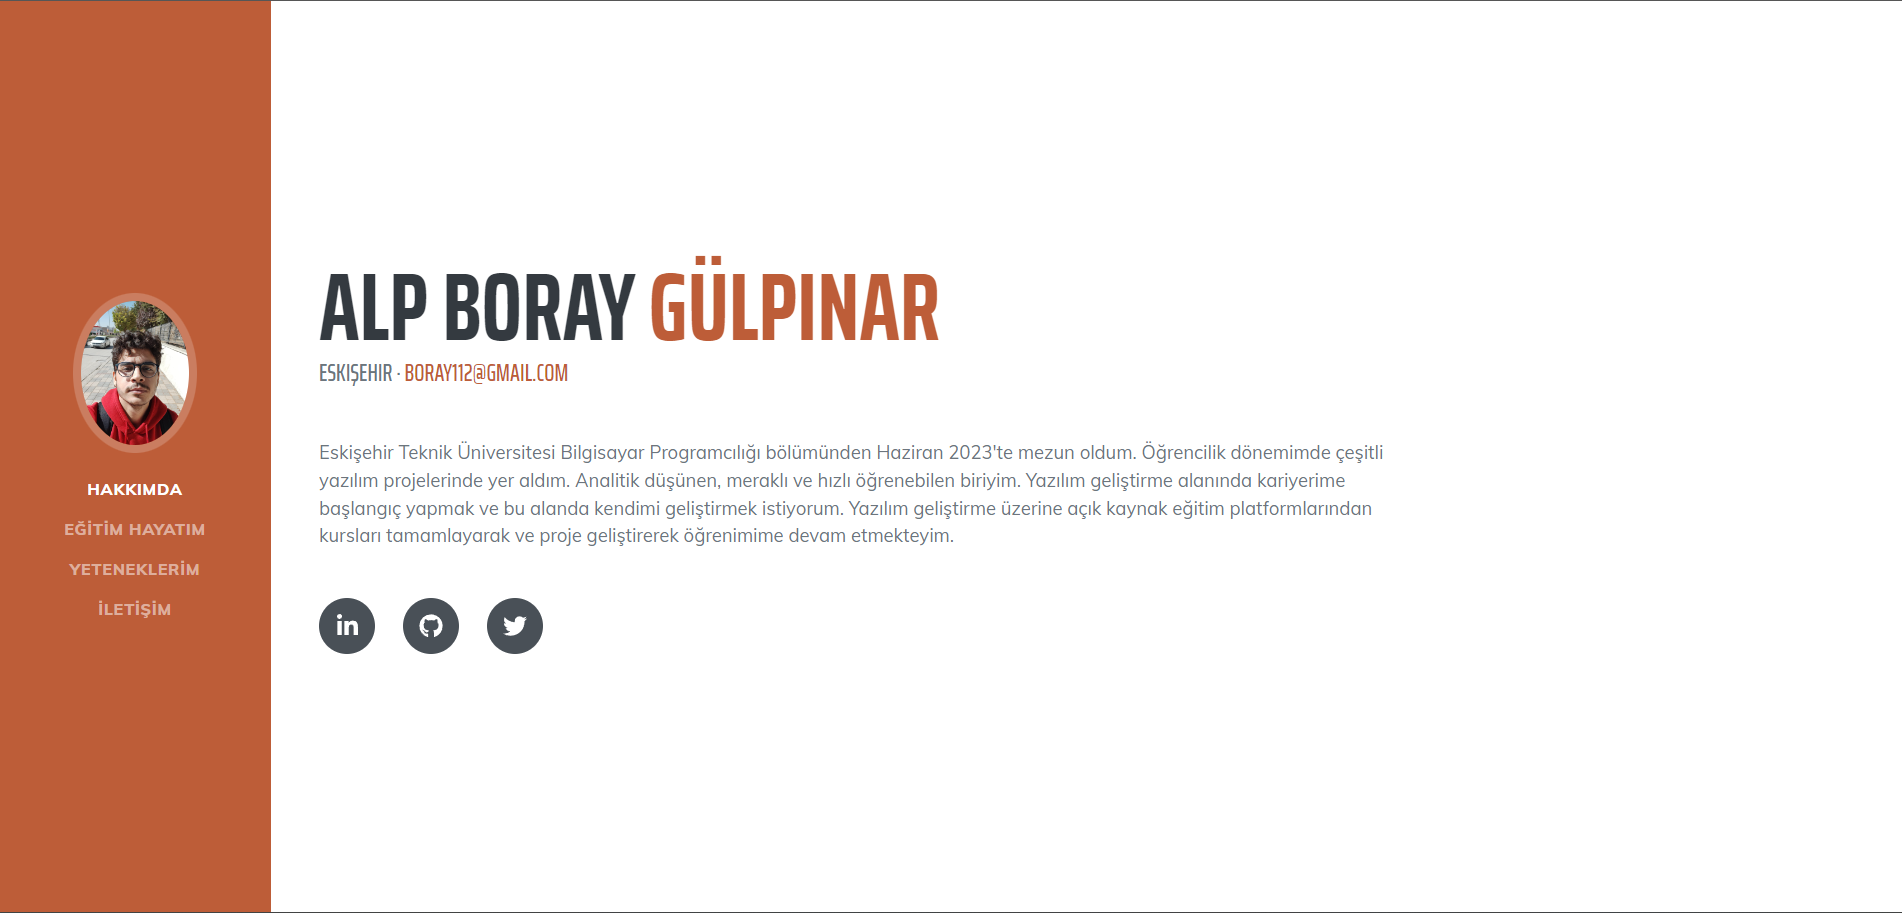 HAKKIMDA
EĞİTİM HAYATIM
YETENEKLERİM
İLETİŞİM
ALP BORAY GÜLPINAR
ESKIŞEHIR · BORAY112@GMAIL.COM
Eskişehir Teknik Üniversitesi Bilgisayar Programcılığı bölümünden Haziran 2023'te mezun oldum. Öğrencilik dönemimde çeşitli
yazılım projelerinde yer aldım. Analitik düşünen, meraklı ve hızlı öğrenebilen biriyim. Yazılım geliştirme alanında kariyerime
başlangıç yapmak ve bu alanda kendimi geliştirmek istiyorum. Yazılım geliştirme üzerine açık kaynak eğitim platformlarından
kursları tamamlayarak ve proje geliştirerek öğrenimime devam etmekteyim.
in